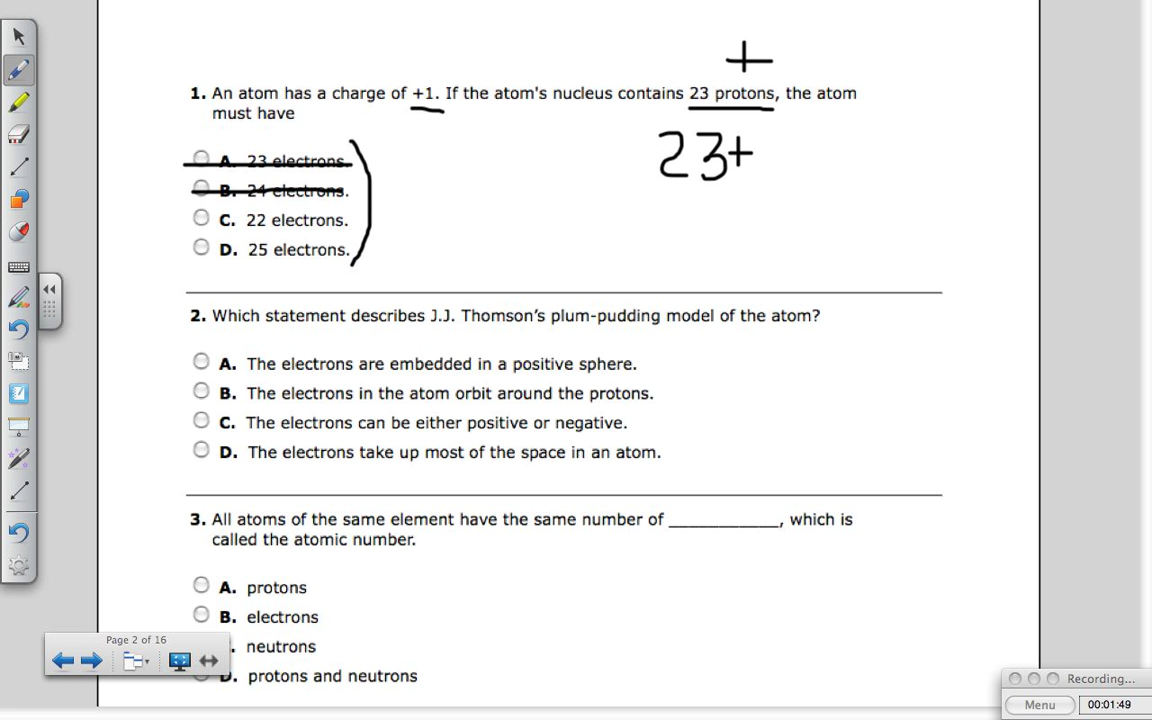 +
1. An atom has a charge of +1. If the atom's nucleus contains 23 protons, the atom
must have
23+
A. 23 electrons.
B. 24 electrons.
C. 22 electrons.
D. 25 electrons.
2. Which statement describes J.J. Thomson’s plum-pudding model of the atom?
A. The electrons are embedded in a positive sphere.
B. The electrons in the atom orbit around the protons.
C. The electrons can be either positive or negative.
D. The electrons take up most of the space in an atom.
3. All atoms of the same element have the same number of ____________, which is
called the atomic number.
A. protons
B. electrons
. neutrons
D. protons and neutrons
Page 2 of 16
Recording...
Menu
00:01:49